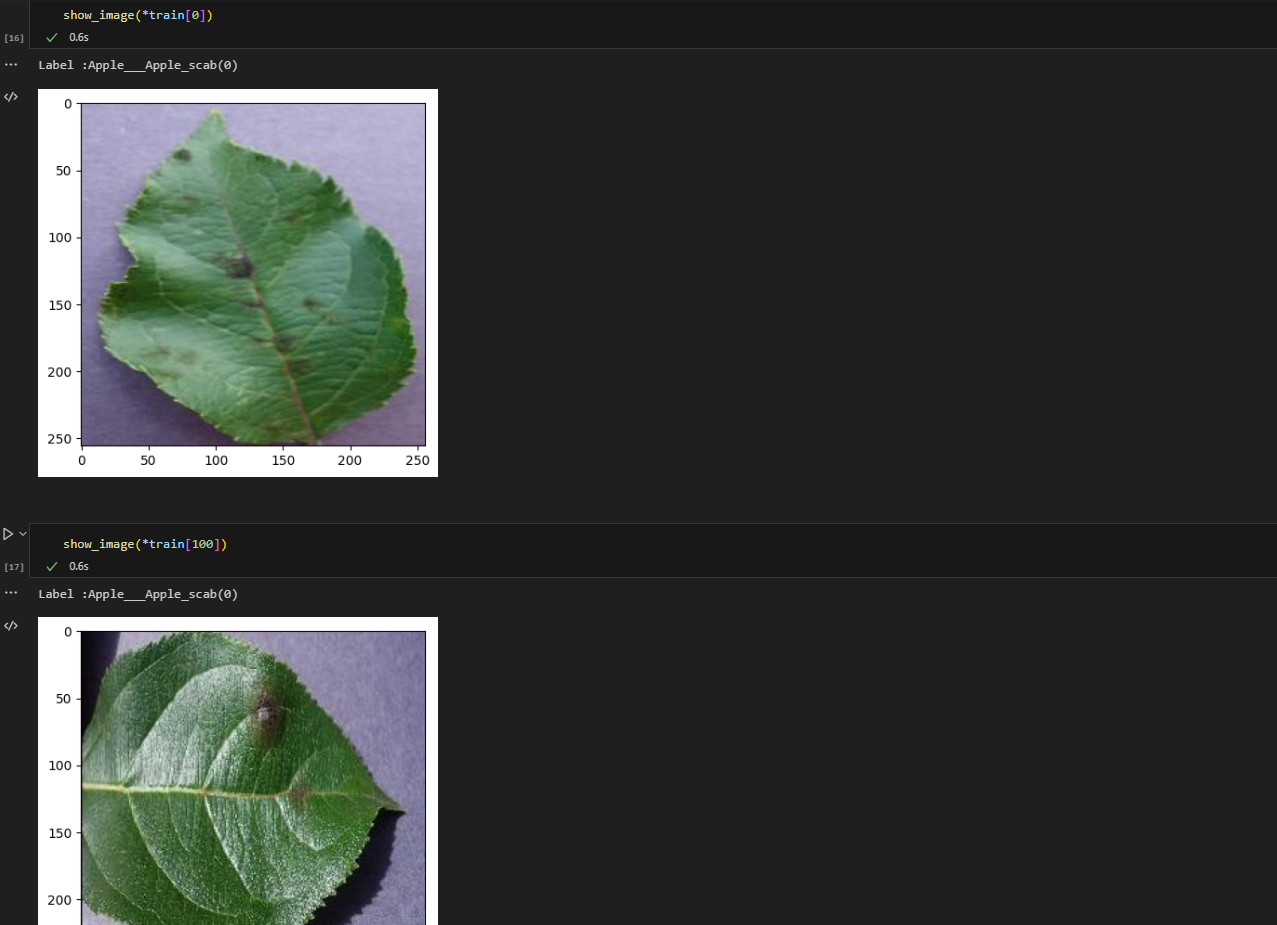 show_image(*train[0])
[16]
0.6s
Label :Apple___Apple_scab(0)
0
50
100
150
200
250
0 50 100 150 200 250
show_image(*train[100])
[17]
0.6s
Label :Apple___Apple_scab(0)
0
50
100
150
200